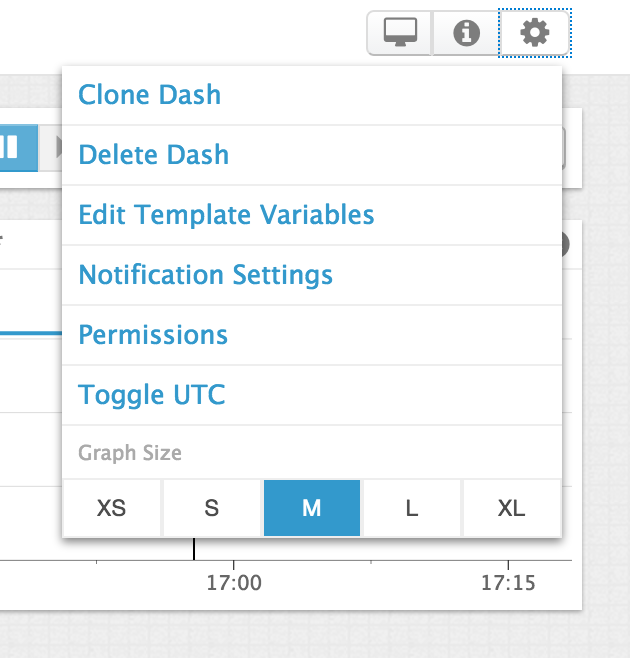 Clone Dash
Delete Dash
Edit Template Variables
Notification Settings
Permissions
Toggle UTC
Graph Size
XS S M L XL
17:00 17:15